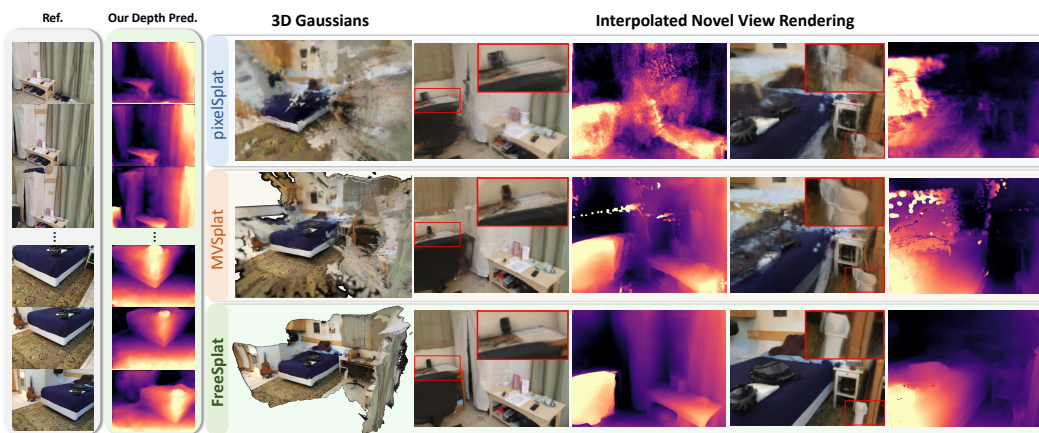 Ref.
Our Depth Pred.
3D Gaussians
Interpolated Novel View Rendering
pixelSplat
MVSplat
FreeSplat